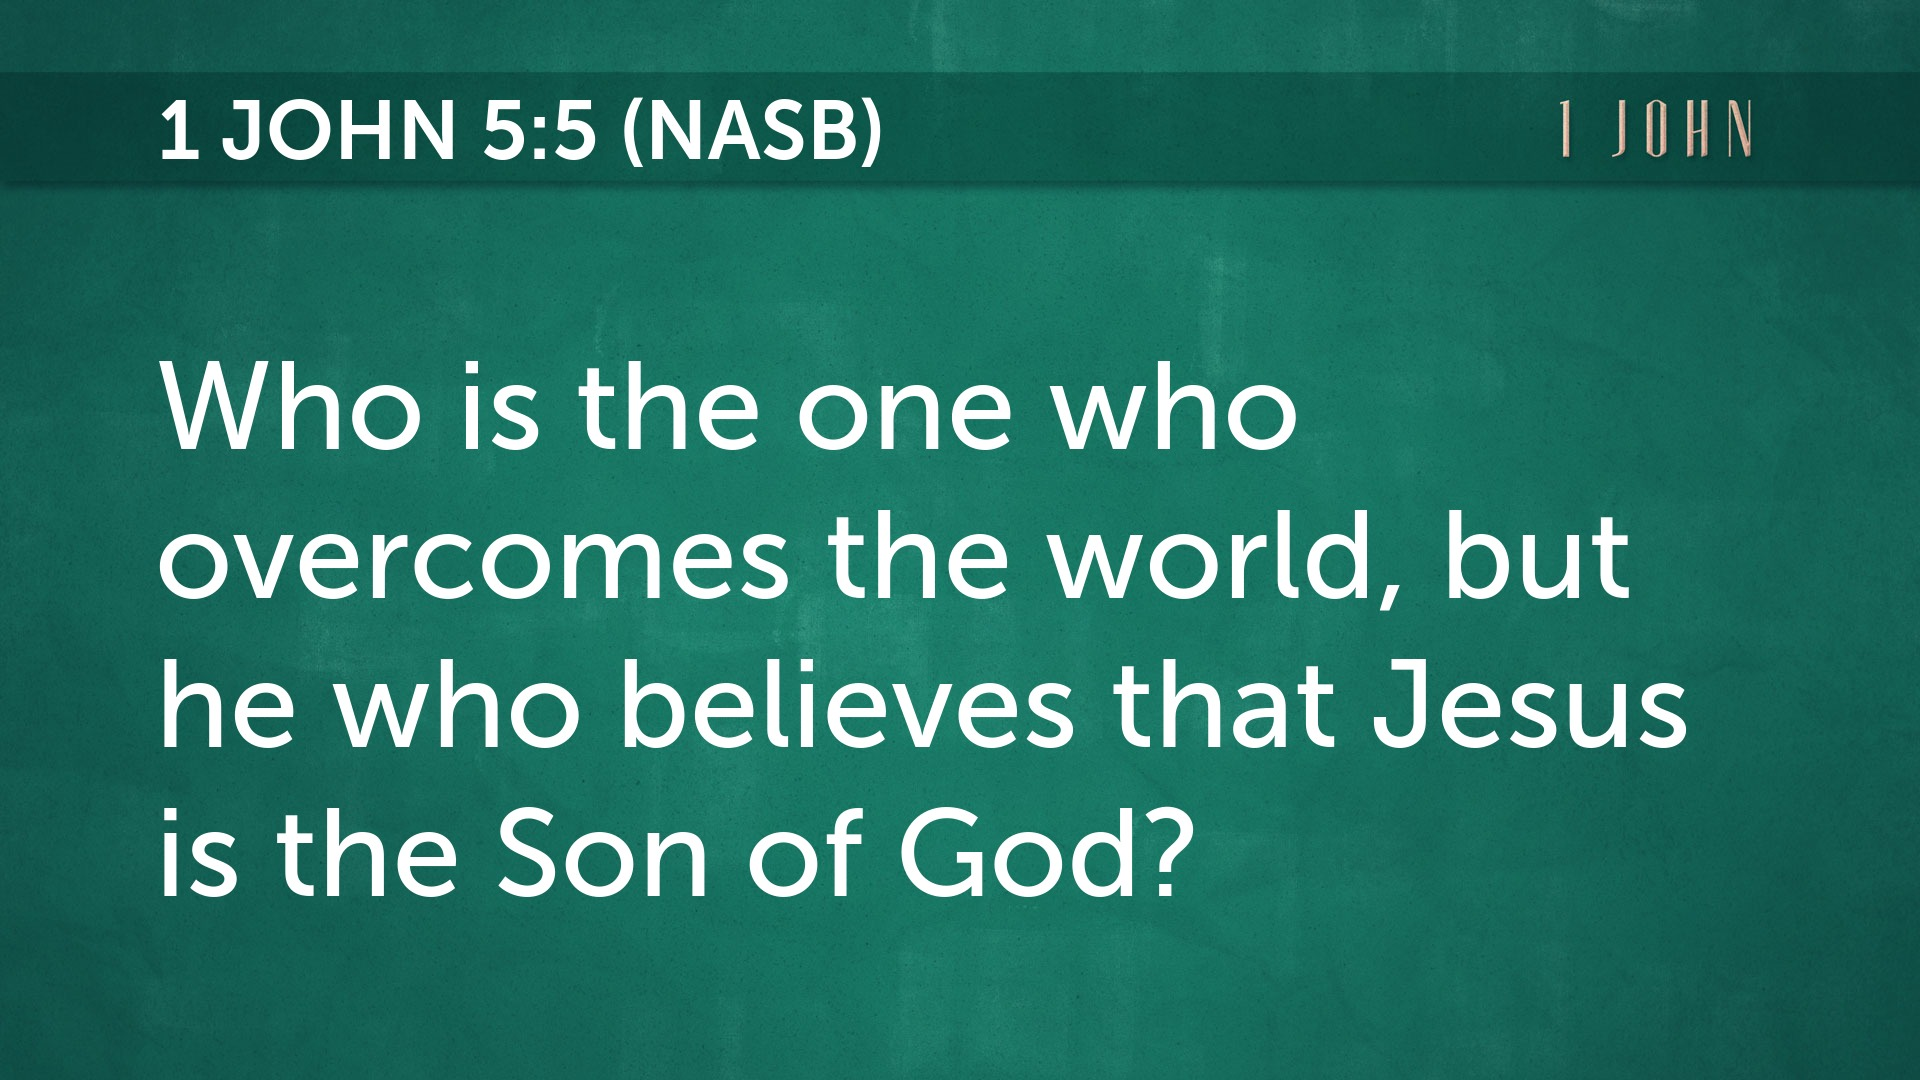 1 JOHN 5:5 (NASB)
1 JOHN
Who is the one who
overcomes the world, but
he who believes that Jesus
is the Son of God?